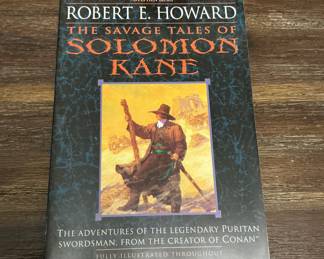 ROBERT E. HOWARD
THE SAVAGE TALES OF
SOLOMON
KANE
THE ADVENTURES OF THE LEGENDARY PURITAN
SWORDSMAN, FROM THE CREATOR OF CONAN™
FULLY ILLUSTRATED THROUGHOUT